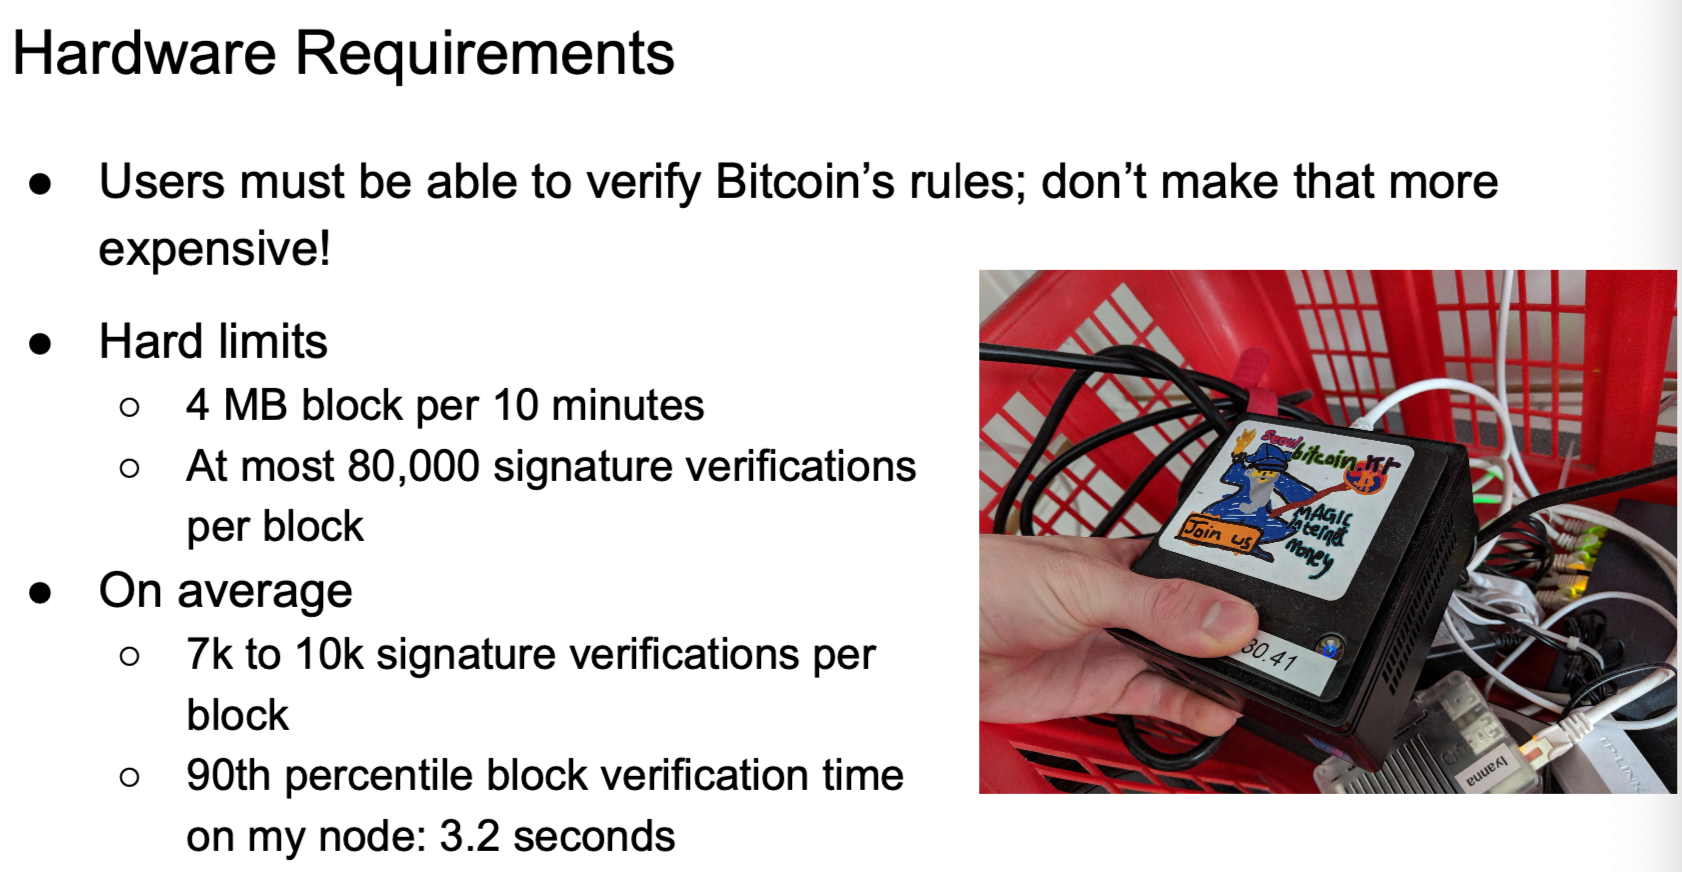 Hardware Requirements
● Users must be able to verify Bitcoin’s rules; don’t make that more
expensive!
● Hard limits
○ 4 MB block per 10 minutes
○ At most 80,000 signature verifications
per block
● On average
○ 7k to 10k signature verifications per
block
○ 90th percentile block verification time
on my node: 3.2 seconds
Seoul
bitcoin
MAGIC
internet
money
Join us
30.41
Ivanna
TP-LINK